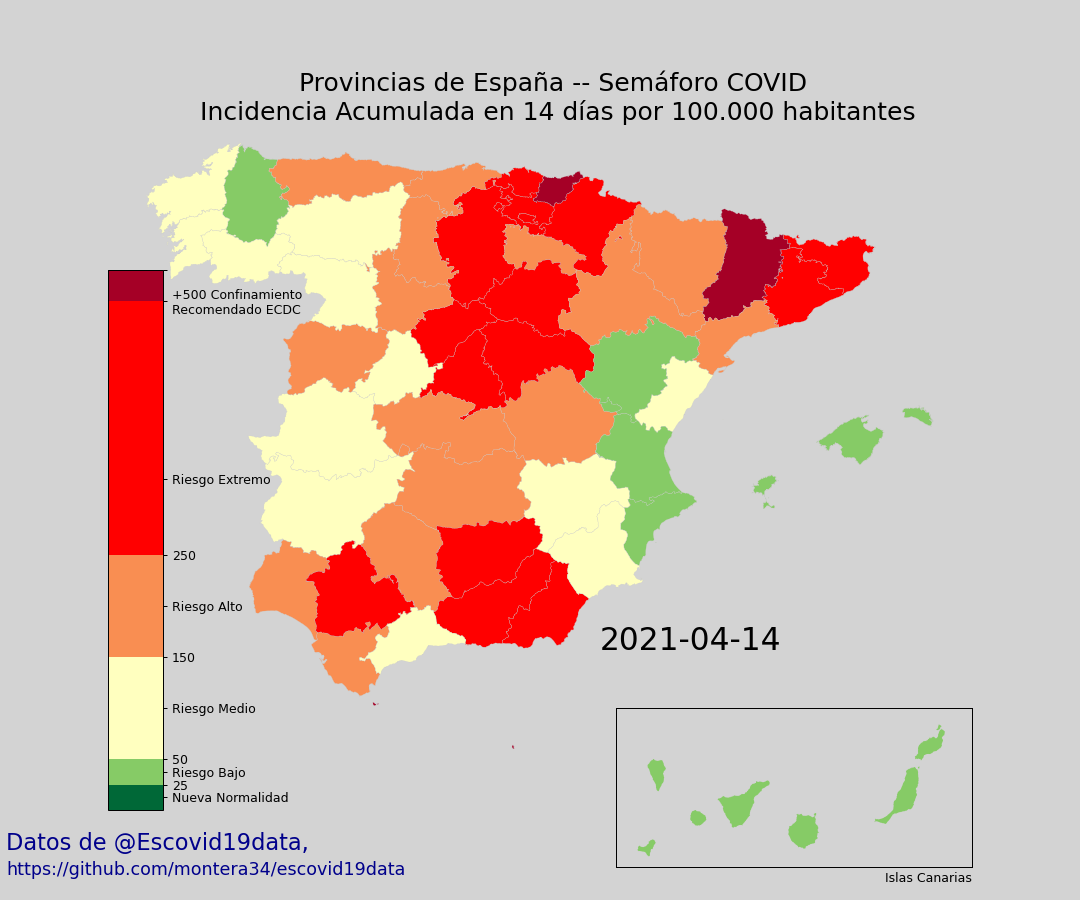 Provincias de España -- Semáforo COVID
Incidencia Acumulada en 14 días por 100.000 habitantes
+500 Confinamiento
Recomendado ECDC
Riesgo Extremo
250
Riesgo Alto
150
Riesgo Medio
50
Riesgo Bajo
25
Nueva Normalidad
2021-04-14
Datos de @Escovid19data,
https://github.com/montera34/escovid19data
Islas Canarias